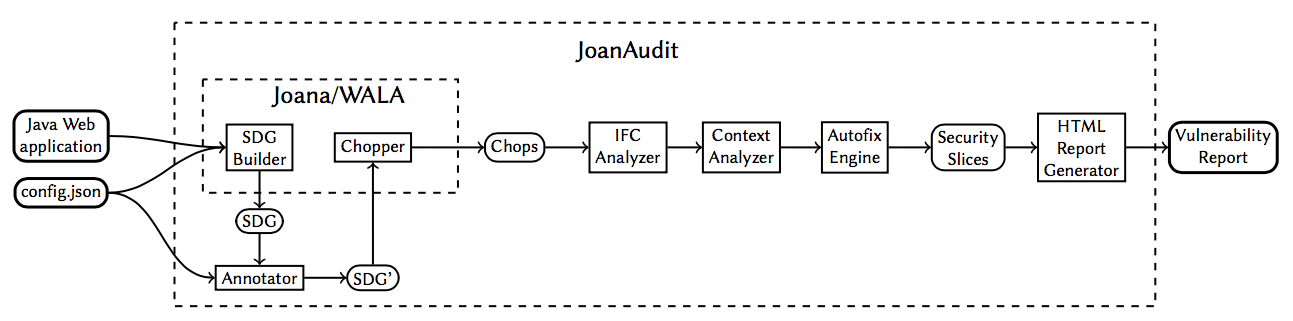 JoanAudit
Joana/WALA
Java Web
application
config.json
SDG
Builder
SDG
Annotator
SDG'
Chopper
Chops
IFC
Analyzer
Context
Analyzer
Autofix
Engine
Security
Slices
HTML
Report
Generator
Vulnerability
Report